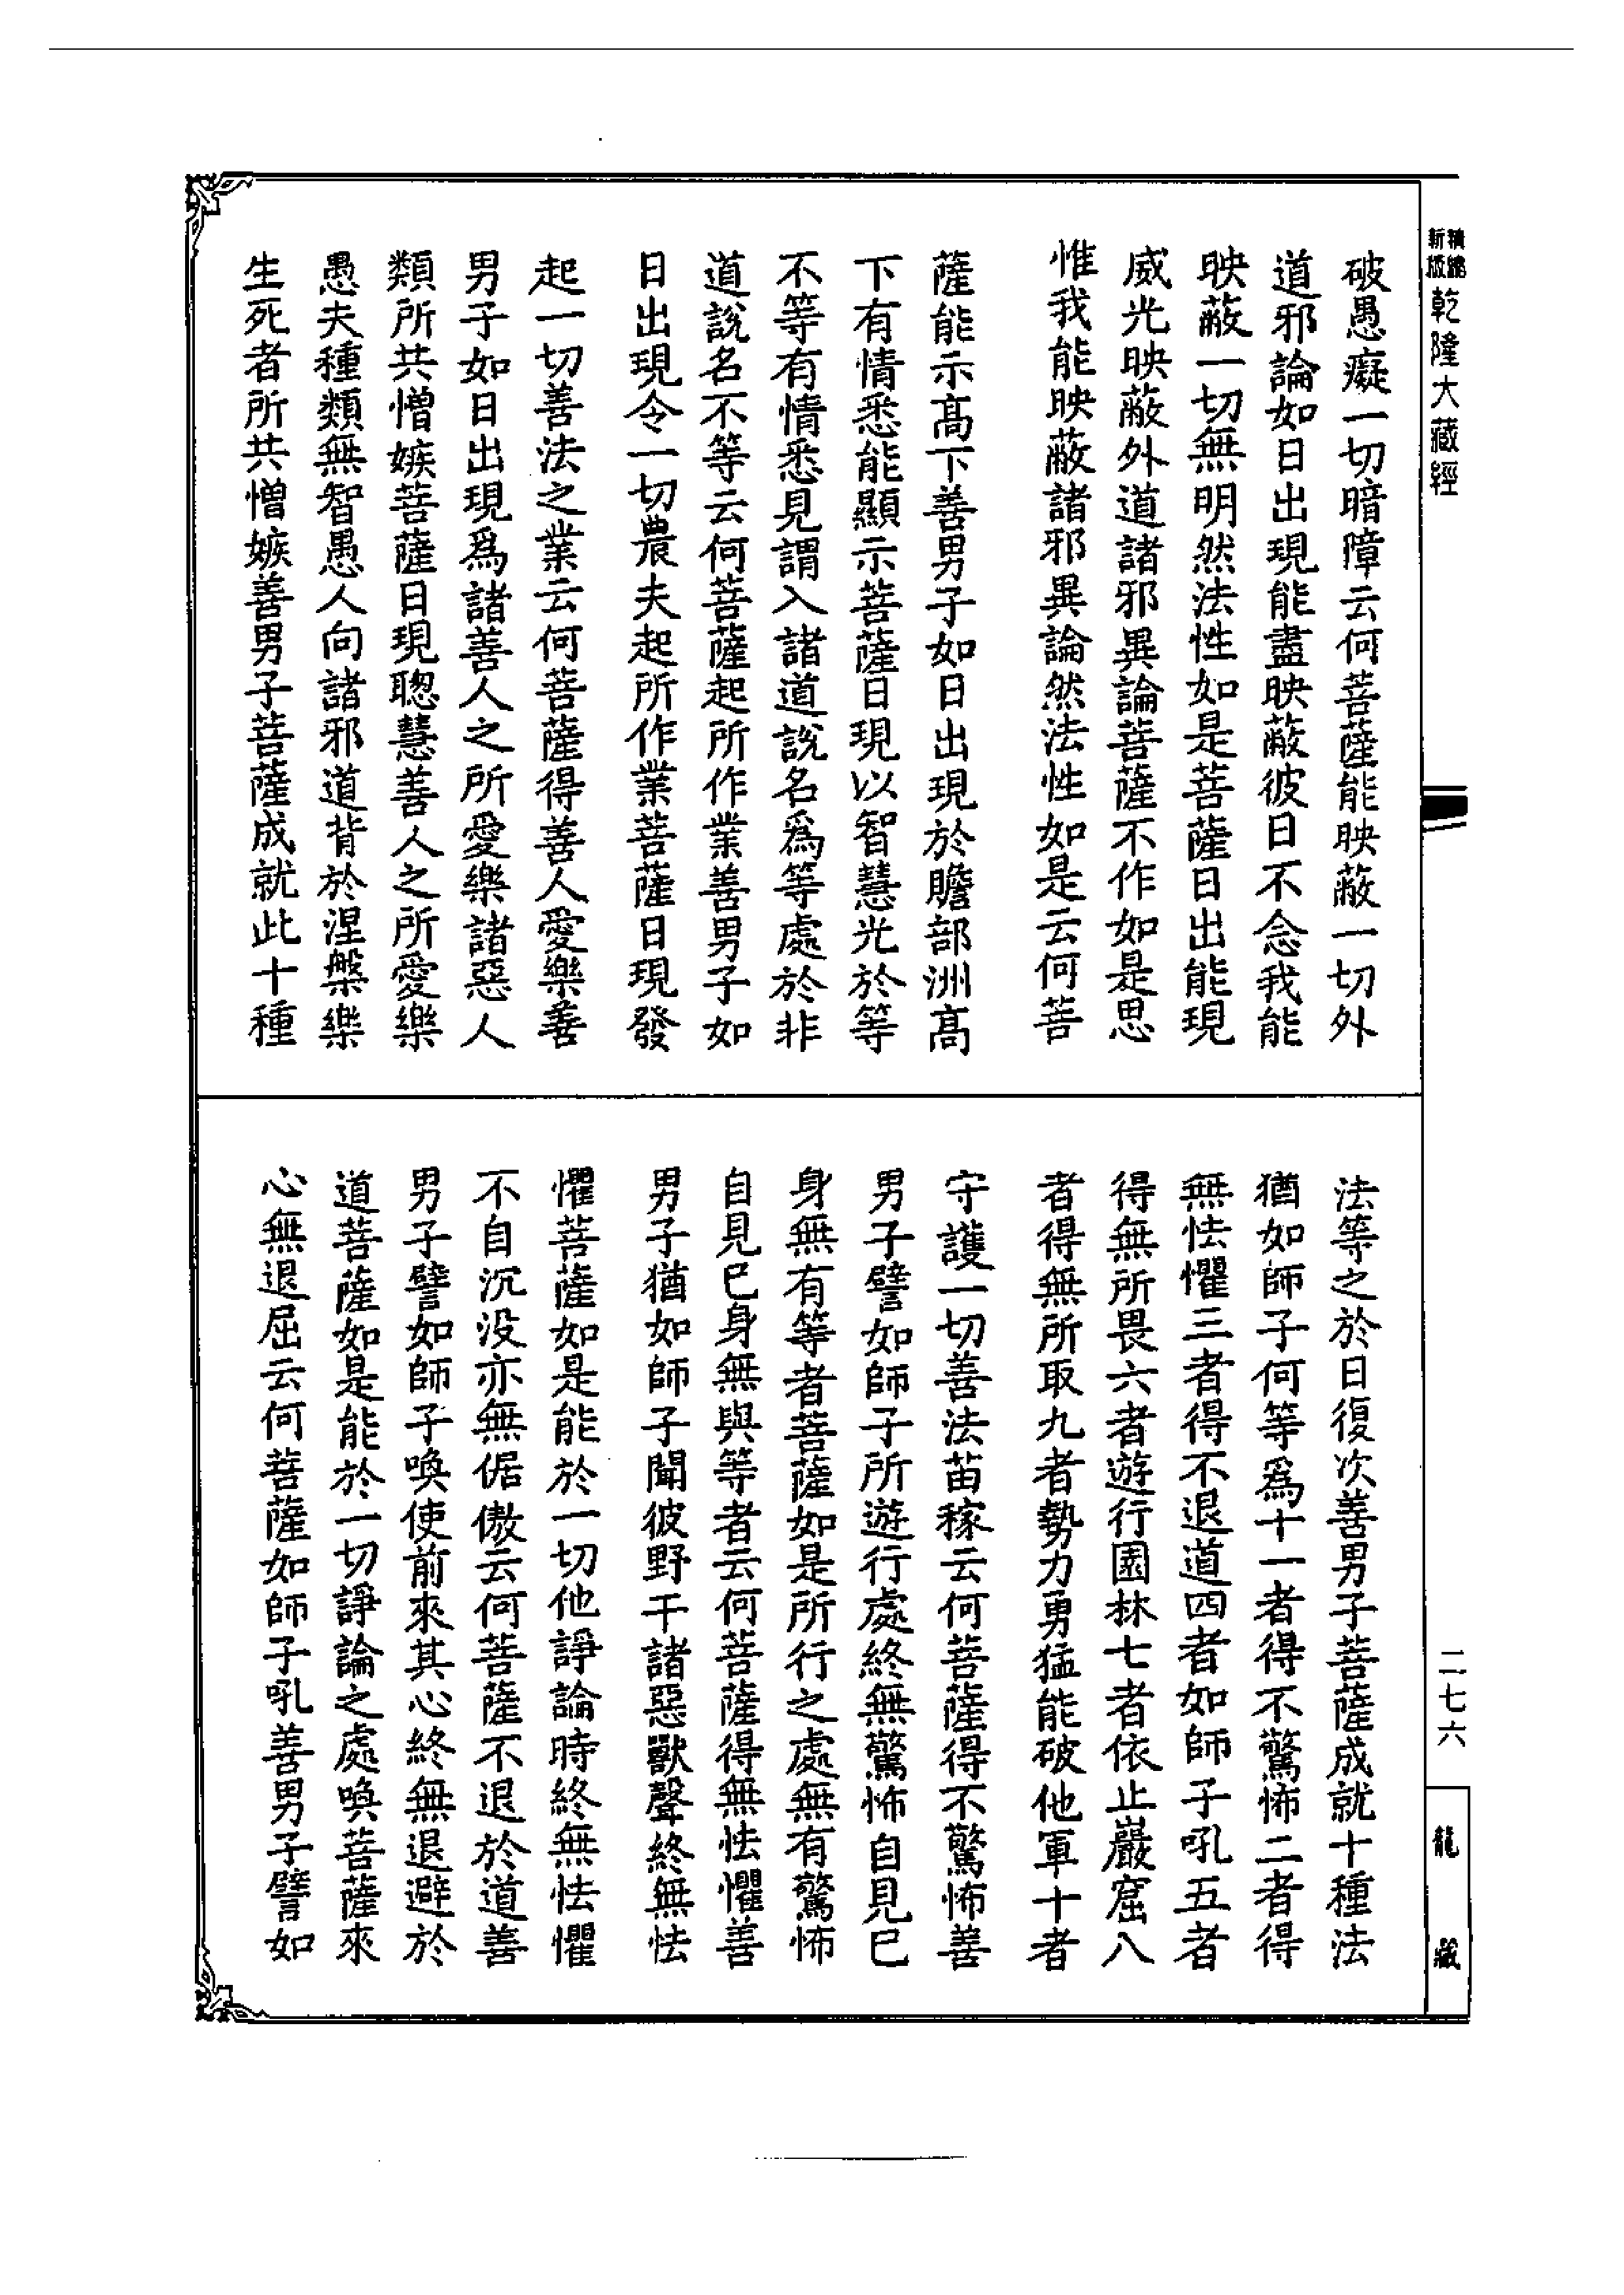 新版精縮乾隆大藏經
破愚癡一切暗障云何菩薩能映蔽一切外
道邪論如日出現能盡映蔽彼日不念我能
映蔽一切無明然法性如是菩薩日出能現
威光映蔽外道諸邪異論菩薩不作如是思
惟我能映蔽諸邪異論然法性如是云何菩
薩能示高下善男子如日出現於贍部洲高
下有情悉能顯示菩薩日現以智慧光於等
不等有情悉見謂入諸道說名爲等處於非
道說名不等云何菩薩起所作業善男子如
日出現令一切農夫起所作業菩薩日現發
起一切善法之業云何菩薩得善人愛樂善
男子如日出現爲諸善人之所愛樂諸惡人
類所共憎嫉菩薩日現聰慧善人之所愛樂
愚夫種類無智愚人向諸邪道背於涅槃樂
生死者所共憎嫉善男子菩薩成就此十種
法等之於日復次善男子菩薩成就十種法
猶如師子何等爲十一者得不驚怖二者得
無怯懼三者得不退道四者如師子吼五者
得無所畏六者遊行園林七者依止巖窟八
者得無所取九者勢力勇猛能破他軍十者
守護一切善法苗稼云何菩薩得不驚怖善
男子譬如師子所遊行處終無驚怖自見已
身無有等者菩薩如是所行之處無有驚怖
自見已身無與等者云何菩薩得無怯懼善
男子猶如師子聞彼野干諸惡獸聲終無怯
懼菩薩如是能於一切他諍論時終無怯懼
不自沉没亦無倨傲云何菩薩不退於道善
男子譬如師子喚使前來其心終無退避於
道菩薩如是能於一切諍論之處喚菩薩來
心無退屈云何菩薩如師子吼善男子譬如
二七六
龍藏